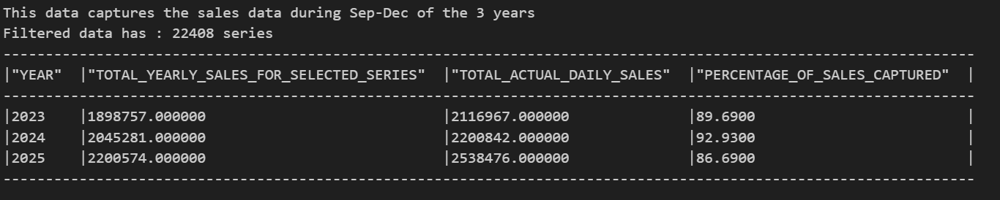 This data captures the sales data during Sep-Dec of the 3 years
Filtered data has : 22408 series
-------------------------------------------------------------------------------------------------------------------
|"YEAR"  |"TOTAL_YEARLY_SALES_FOR_SELECTED_SERIES"  |"TOTAL_ACTUAL_DAILY_SALES"  |"PERCENTAGE_OF_SALES_CAPTURED"  |
-------------------------------------------------------------------------------------------------------------------
|2023    |1898757.000000                            |2116967.000000              |89.6900                         |
|2024    |2045281.000000                            |2200842.000000              |92.9300                         |
|2025    |2200574.000000                            |2538476.000000              |86.6900                         |
-------------------------------------------------------------------------------------------------------------------